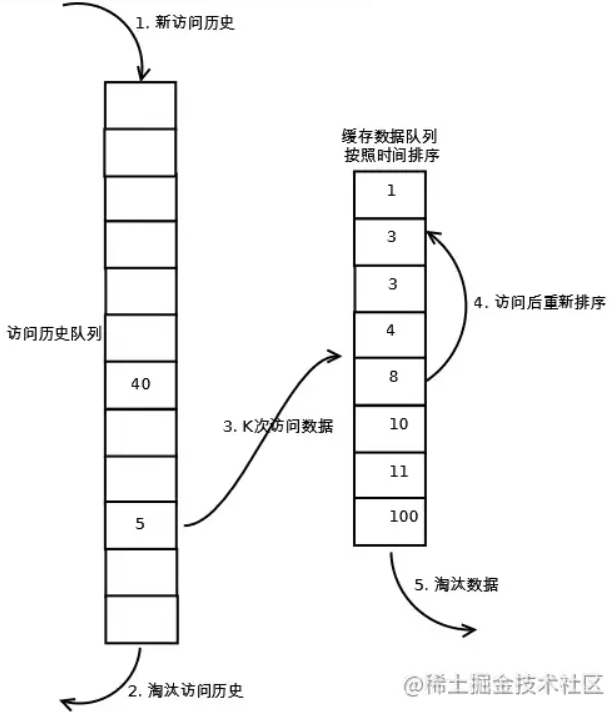 1. 新访问历史
缓存数据队列
按照时间排序
1
3
3
4. 访问后重新排序
访问历史队列
4
40
8
3. K次访问数据
10
11
5
100
5. 淘汰数据
2. 淘汰访问历史
@稀土掘金技术社区